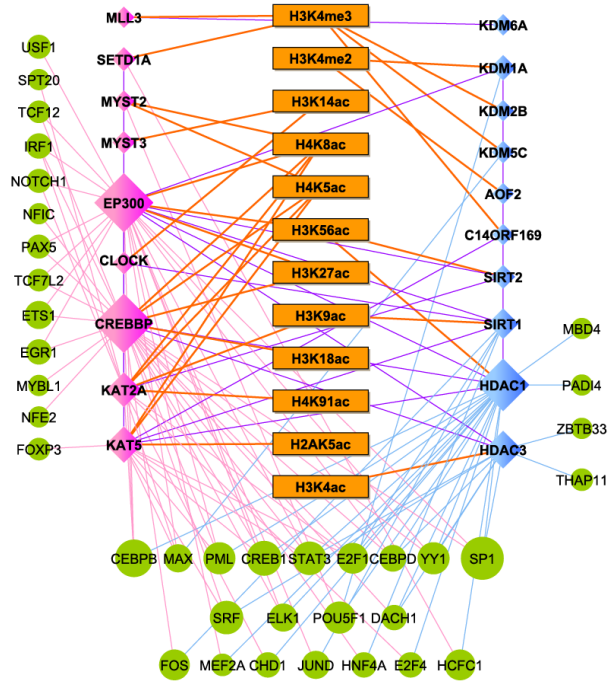 MLL3
H3K4me3
KDM6A
USF1
SETD1A
H3K4me2
KDM1A
SPT20
MYST2
H3K14ac
KDM2B
TCF12
MYST3
H4K8ac
KDM5C
IRF1
NOTCH1
EP300
H4K5ac
AOF2
NFIC
H3K56ac
C14ORF169
PAX5
CLOCK
H3K27ac
SIRT2
TCF7L2
ETS1
CREBBP
H3K9ac
SIRT1
MBD4
EGR1
H3K18ac
MYBL1
KAT2A
H4K91ac
HDAC1
PADI4
NFE2
FOXP3
KAT5
H2AK5ac
HDAC3
ZBTB33
H3K4ac
THAP11
CEBPB
MAX
PML
CREB1
STAT3
E2F1
CEBPD
YY1
SP1
SRF
ELK1
POU5F1
DACH1
FOS
MEF2A
CHD1
JUND
HNF4A
E2F4
HCFC1